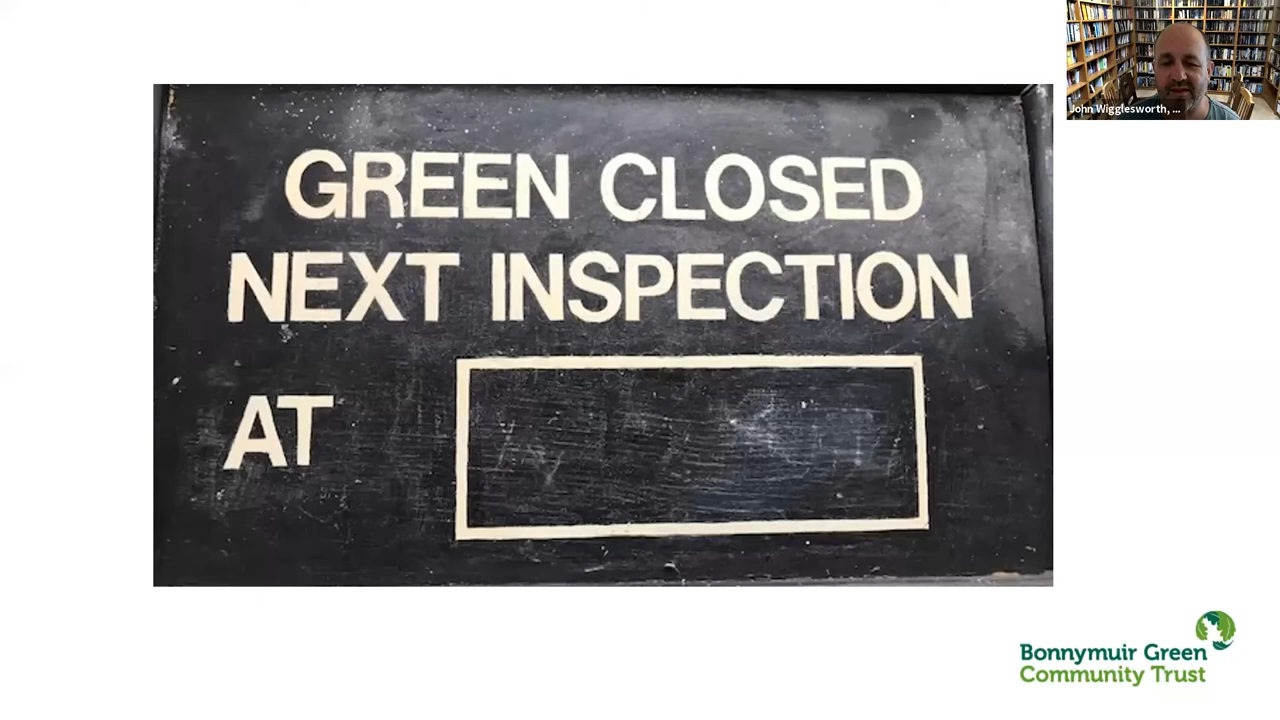 GREEN CLOSED
NEXT INSPECTION
AT
John Wigglesworth, ...
Bonnymuir Green
Community Trust